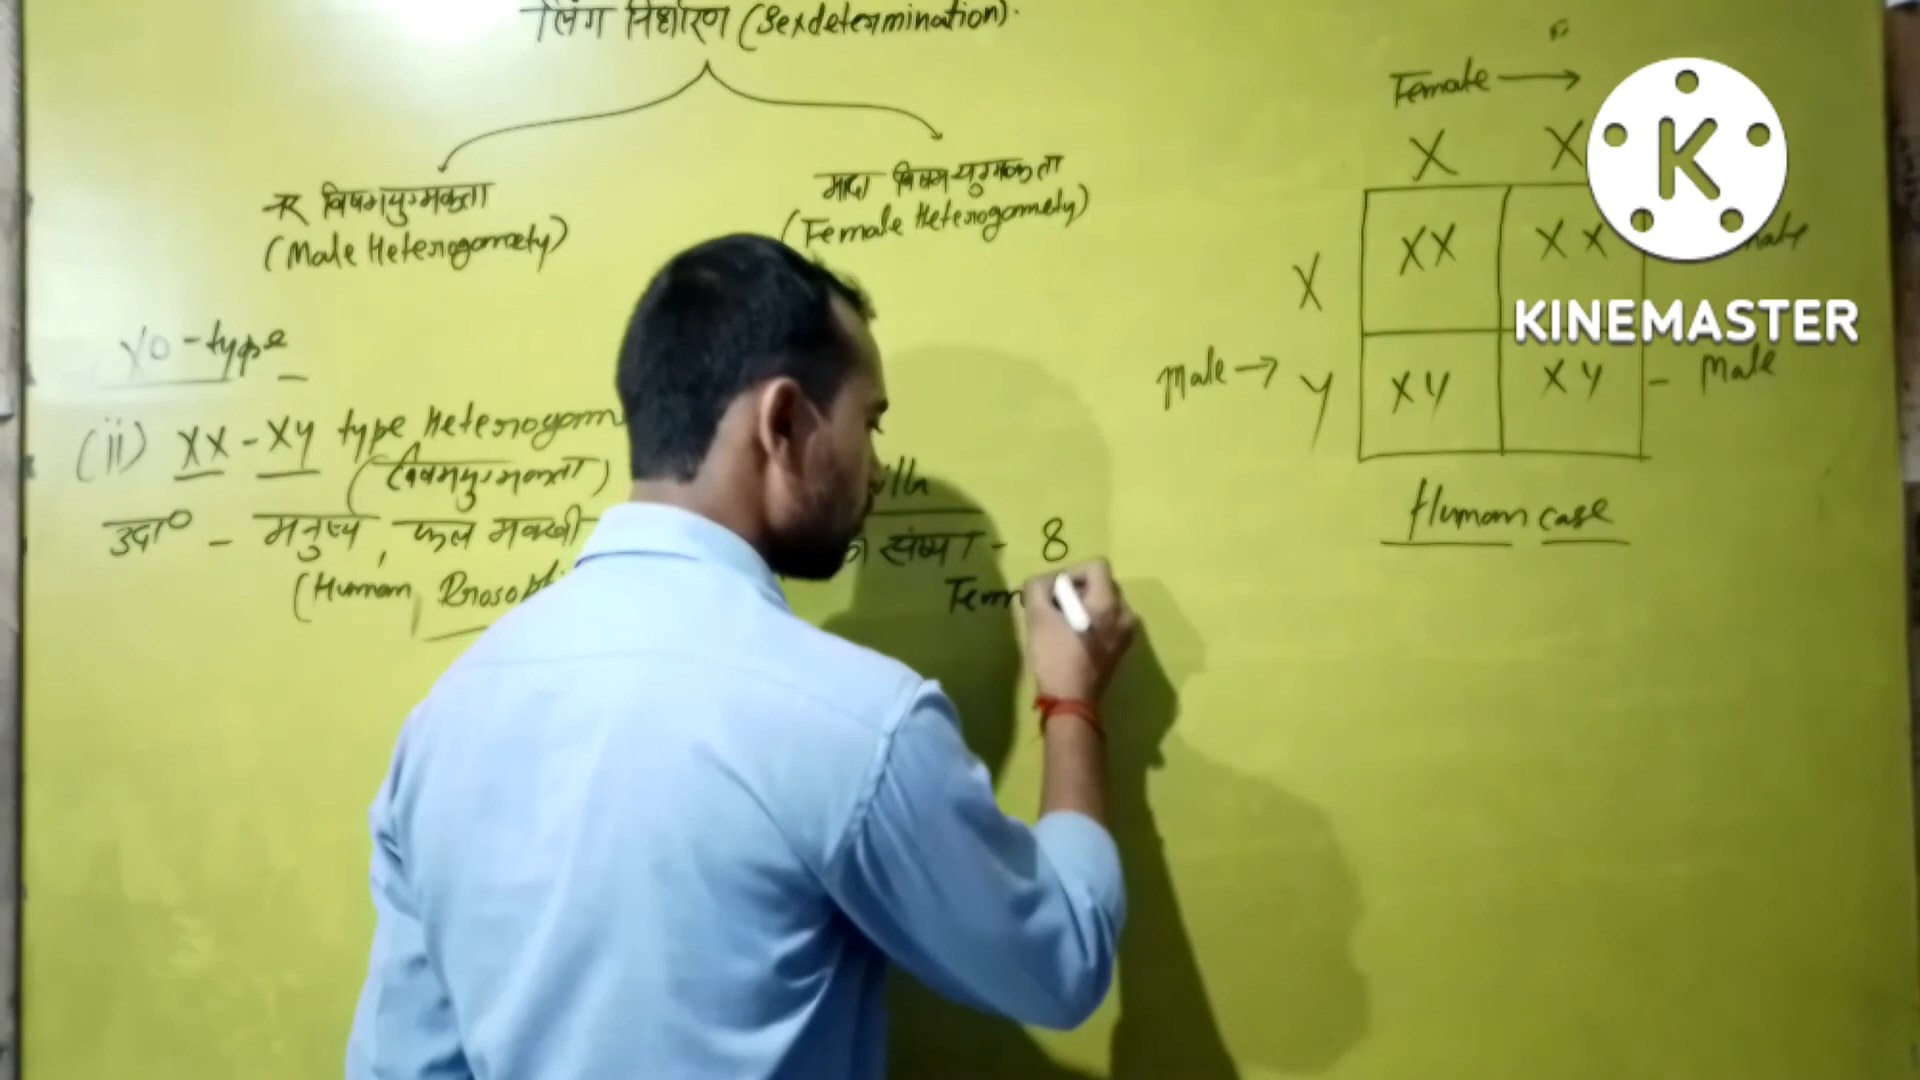 लिंग निर्धारण (Sexdetermination).
नर विषमयुग्मकता
(Male Heterogamety)
मादा विषमयुग्मकता
(Female Heterogamety)
XO-type
(ii) XX-XY type Heterogam
(विषमयुग्मकता)
उदा० - मनुष्य, फल मक्खी
(Human,
संख्या - 8
Female →
X X
X XX XX
Male → Y XY XY - Male
Human case
KINEMASTER